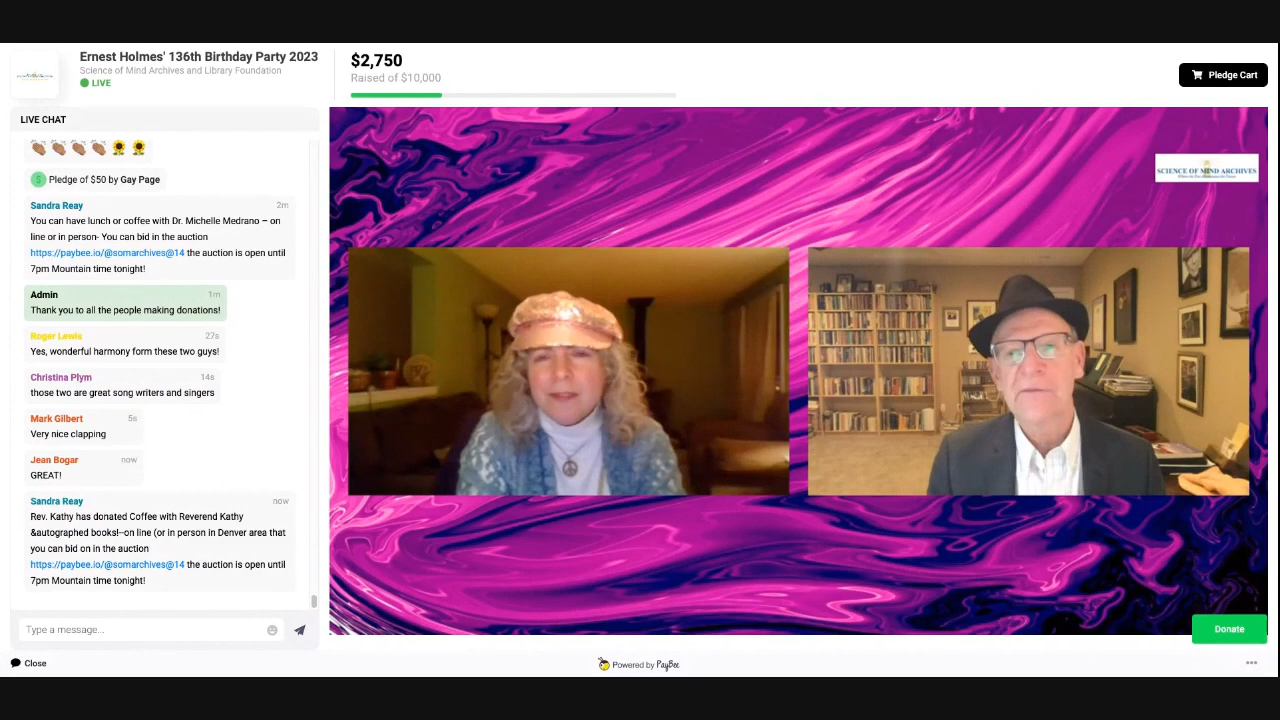 Ernest Holmes' 136th Birthday Party 2023
Science of Mind Archives and Library Foundation
LIVE
$2,750
Raised of $10,000
Pledge Cart
LIVE CHAT
Pledge of $50 by Gay Page
Sandra Reay 2m
You can have lunch or coffee with Dr. Michelle Medrano – on
line or in person- You can bid in the auction
https://paybee.io/@somarchives@14 the auction is open until
7pm Mountain time tonight!
Admin 1m
Thank you to all the people making donations!
Roger Lewis 27s
Yes, wonderful harmony form these two guys!
Christina Plym 14s
those two are great song writers and singers
Mark Gilbert 5s
Very nice clapping
Jean Bogar now
GREAT!
Sandra Reay now
Rev. Kathy has donated Coffee with Reverend Kathy
&autographed books!--on line (or in person in Denver area that
you can bid on in the auction
https://paybee.io/@somarchives@14 the auction is open until
7pm Mountain time tonight!
Type a message...
Close
SCIENCE OF MIND ARCHIVES
Donate
Powered by PayBee